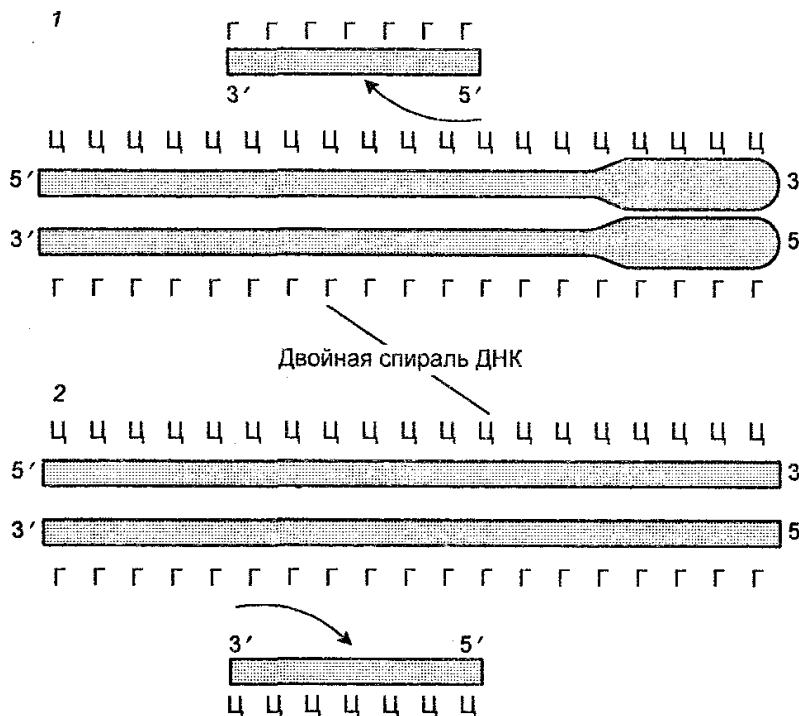 1
Г Г Г Г Г Г Г
3′ 5′
Ц Ц Ц Ц Ц Ц Ц Ц Ц Ц Ц Ц Ц Ц Ц Ц Ц Ц Ц
5′ 3
3′ 5
Г Г Г Г Г Г Г Г Г Г Г Г Г Г Г Г Г Г Г
Двойная спираль ДНК
2
Ц Ц Ц Ц Ц Ц Ц Ц Ц Ц Ц Ц Ц Ц Ц Ц Ц Ц Ц
5′ 3
3′ 5
Г Г Г Г Г Г Г Г Г Г Г Г Г Г Г Г Г Г Г
3′ 5′
Ц Ц Ц Ц Ц Ц Ц